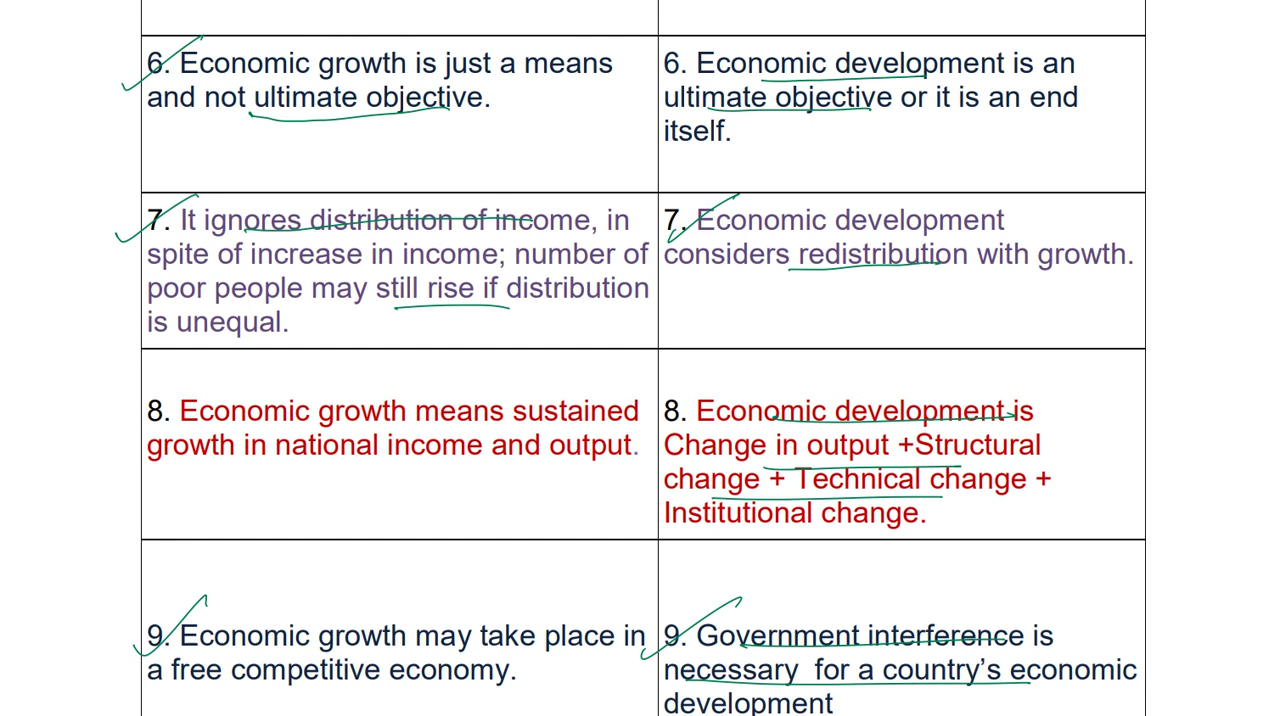 6. Economic growth is just a means
and not ultimate objective.
6. Economic development is an
ultimate objective or it is an end
itself.
7. It ignores distribution of income, in
spite of increase in income; number of
poor people may still rise if distribution
is unequal.
7. Economic development
considers redistribution with growth.
8. Economic growth means sustained
growth in national income and output.
8. Economic development is
Change in output +Structural
change + Technical change +
Institutional change.
9. Economic growth may take place in
a free competitive economy.
9. Government interference is
necessary for a country's economic
development